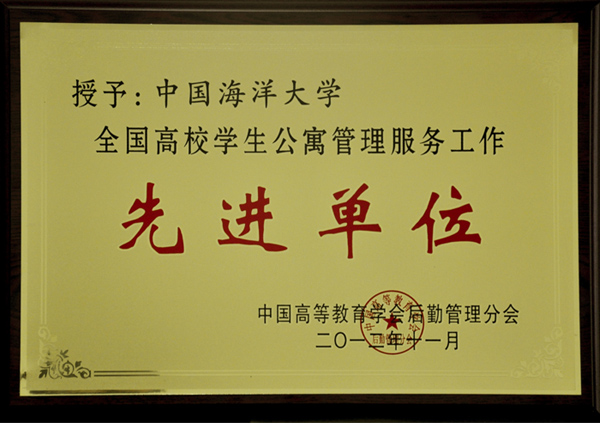 授予：中国海洋大学
全国高校学生公寓管理服务工作
先进单位
中国高等教育学会后勤管理分会
二〇一二年十一月